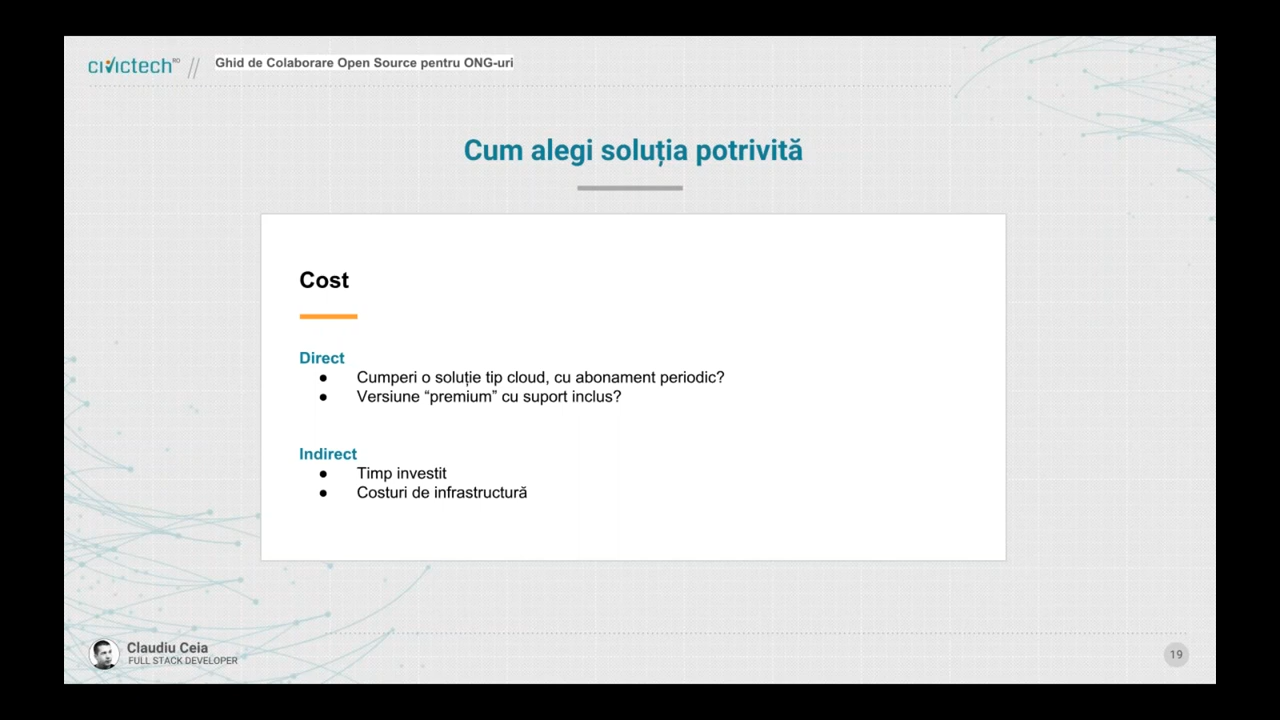 civictech RO // Ghid de Colaborare Open Source pentru ONG-uri
Cum alegi soluția potrivită
Cost
Direct
● Cumperi o soluție tip cloud, cu abonament periodic?
● Versiune “premium” cu suport inclus?
Indirect
● Timp investit
● Costuri de infrastructură
Claudiu Ceia
FULL STACK DEVELOPER
19